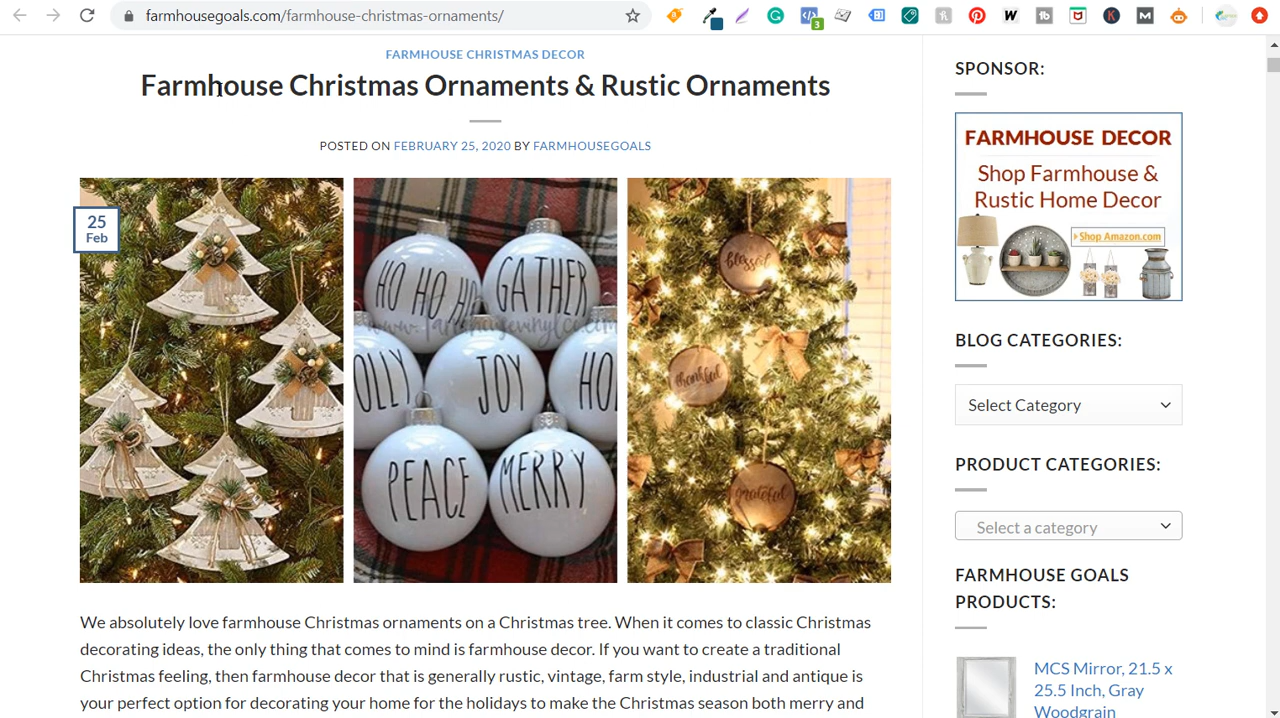 farmhousegoals.com/farmhouse-christmas-ornaments/
3
FARMHOUSE CHRISTMAS DECOR
Farmhouse Christmas Ornaments & Rustic Ornaments
POSTED ON FEBRUARY 25, 2020 BY FARMHOUSEGOALS
25
Feb
HO HO HO
GATHER
OLLY
JOY
HO
PEACE
MERRY
blessed
thankful
grateful
We absolutely love farmhouse Christmas ornaments on a Christmas tree. When it comes to classic Christmas
decorating ideas, the only thing that comes to mind is farmhouse decor. If you want to create a traditional
Christmas feeling, then farmhouse decor that is generally rustic, vintage, farm style, industrial and antique is
your perfect option for decorating your home for the holidays to make the Christmas season both merry and
SPONSOR:
FARMHOUSE DECOR
Shop Farmhouse &
Rustic Home Decor
Shop Amazon.com
BLOG CATEGORIES:
Select Category
PRODUCT CATEGORIES:
Select a category
FARMHOUSE GOALS
PRODUCTS:
MCS Mirror, 21.5 x
25.5 Inch, Gray
Woodgrain